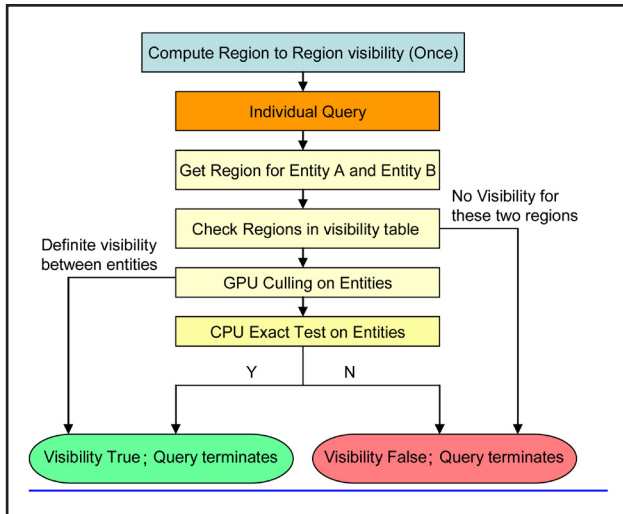 Compute Region to Region visibility (Once)
Individual Query
Get Region for Entity A and Entity B
No Visibility for
these two regions
Check Regions in visibility table
Definite visibility
between entities
GPU Culling on Entities
CPU Exact Test on Entities
Y
N
Visibility True; Query terminates
Visibility False; Query terminates